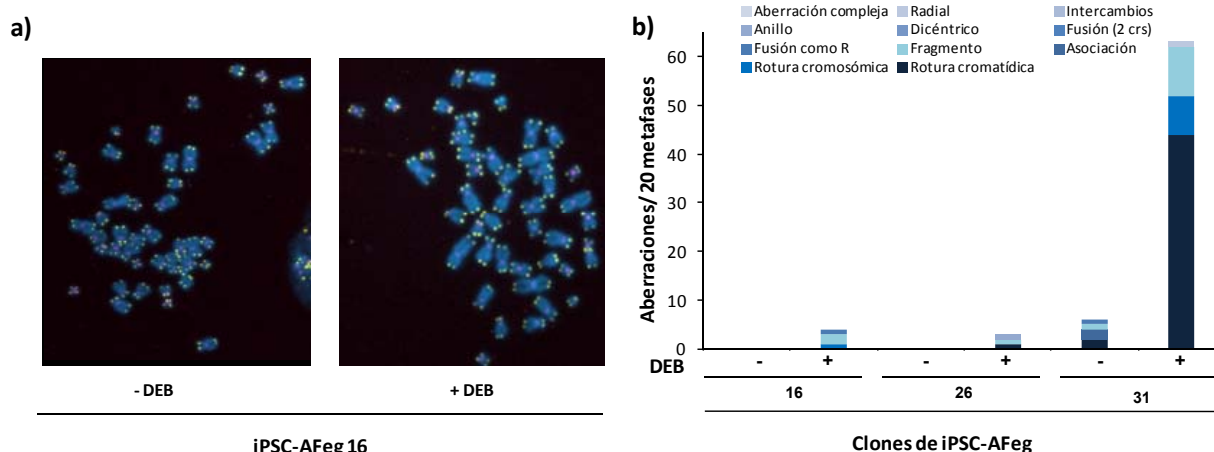 a)
- DEB
+ DEB
iPSC-AFeg 16
b)
Aberración compleja Radial Intercambios
Anillo Dicéntrico Fusión (2 crs)
Fusión como R Fragmento Asociación
Rotura cromosómica Rotura cromatídica
Aberraciones/ 20 metafases
60
50
40
30
20
10
0
DEB - + - + - +
16 26 31
Clones de iPSC-AFeg